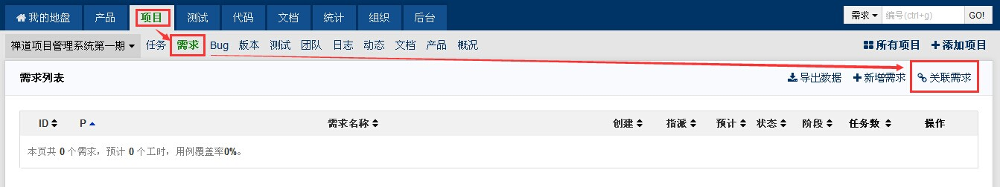 我的地盘 产品 项目 测试 代码 文档 统计 组织 后台 需求 编号(ctrl+g) GO!
禅道项目管理系统第一期 任务 需求 Bug 版本 测试 团队 日志 动态 文档 产品 概况 所有项目 添加项目
需求列表 导出数据 新增需求 关联需求
ID P 需求名称 创建 指派 预计 状态 阶段 任务数 操作
本页共 0 个需求，预计 0 个工时，用例覆盖率0%。